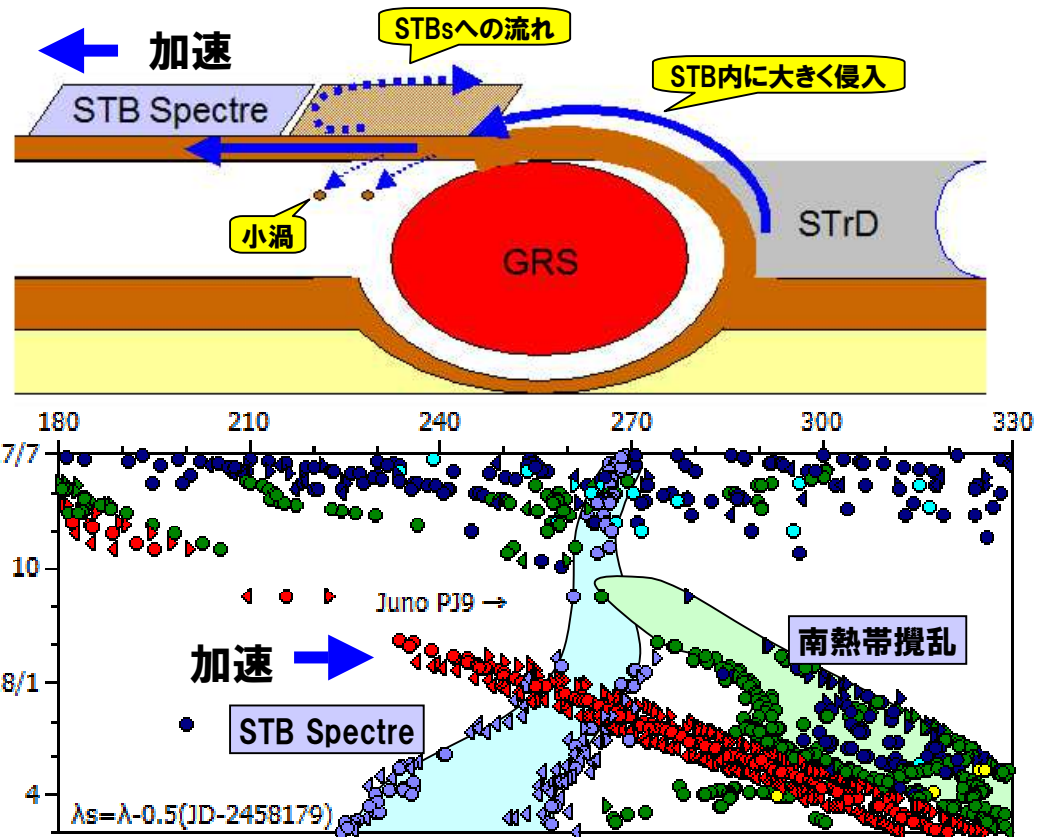 STBsへの流れ
加速
STB内に大きく侵入
STB Spectre
STrD
小渦
GRS
180 210 240 270 300 330
7/7
10
Juno PJ9 →
南熱帯攪乱
加速
8/1
STB Spectre
4
λs=λ-0.5(JD-2458179)